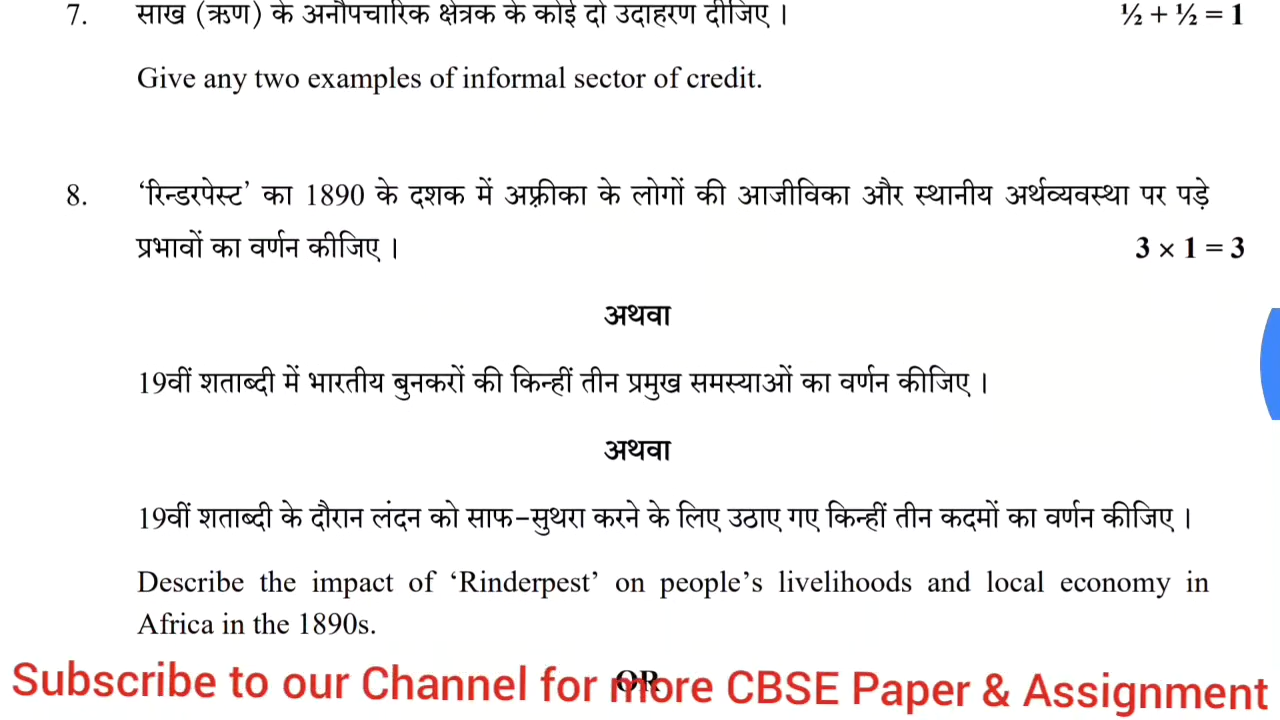 7. साख (ऋण) के अनौपचारिक क्षेत्रक के कोई दो उदाहरण दीजिए । ½ + ½ = 1
Give any two examples of informal sector of credit.
8. ‘रिन्डरपेस्ट’ का 1890 के दशक में अफ़्रीका के लोगों की आजीविका और स्थानीय अर्थव्यवस्था पर पड़े
प्रभावों का वर्णन कीजिए । 3 × 1 = 3
अथवा
19वीं शताब्दी में भारतीय बुनकरों की किन्हीं तीन प्रमुख समस्याओं का वर्णन कीजिए ।
अथवा
19वीं शताब्दी के दौरान लंदन को साफ-सुथरा करने के लिए उठाए गए किन्हीं तीन कदमों का वर्णन कीजिए ।
Describe the impact of ‘Rinderpest’ on people’s livelihoods and local economy in
Africa in the 1890s.
OR
Subscribe to our Channel for more CBSE Paper & Assignment